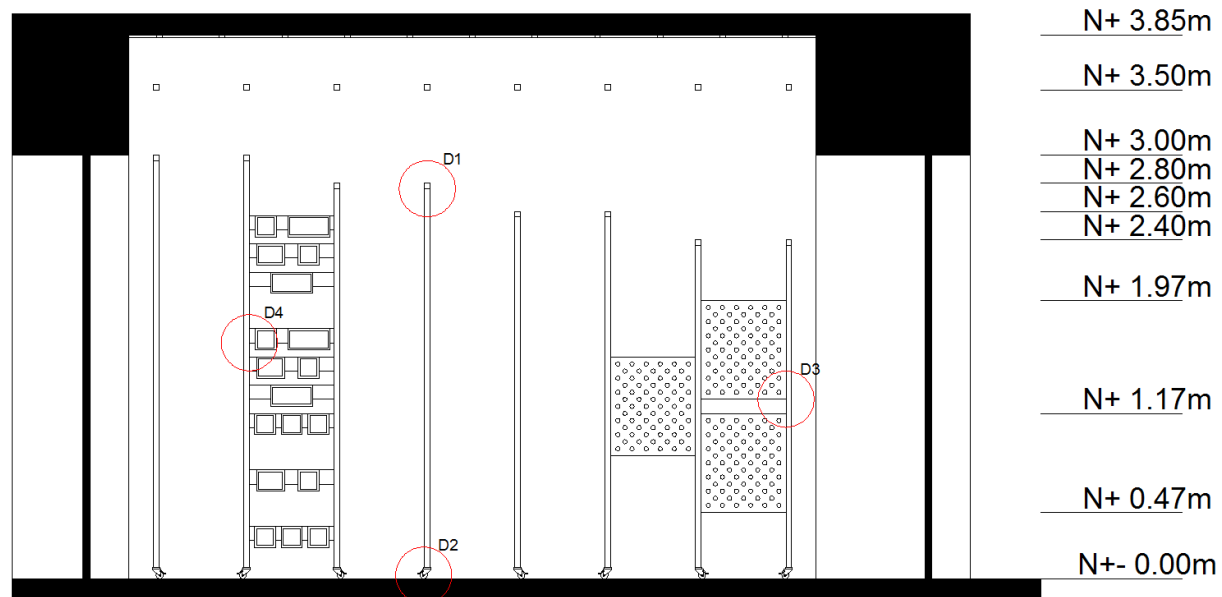 N+ 3.85m
N+ 3.50m
N+ 3.00m
D1
N+ 2.80m
N+ 2.60m
N+ 2.40m
N+ 1.97m
D4
D3
N+ 1.17m
N+ 0.47m
D2
N+- 0.00m